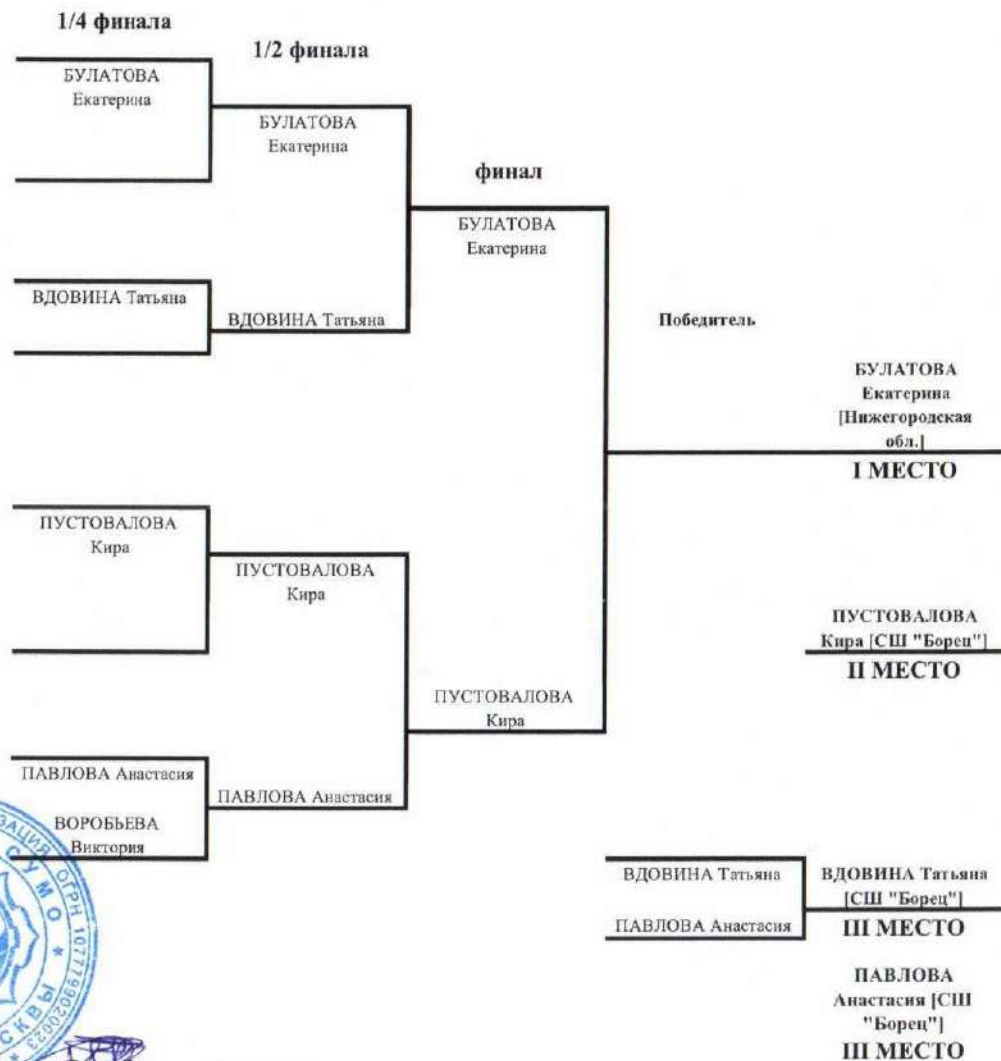 1/4 финала
1/2 финала
БУЛАТОВА
Екатерина
БУЛАТОВА
Екатерина
финал
БУЛАТОВА
Екатерина
ВДОВИНА Татьяна
ВДОВИНА Татьяна
Победитель
БУЛАТОВА
Екатерина
[Нижегородская
обл.]
I МЕСТО
ПУСТОВАЛОВА
Кира
ПУСТОВАЛОВА
Кира
ПУСТОВАЛОВА
Кира [СШ "Борец"]
II МЕСТО
ПУСТОВАЛОВА
Кира
ПАВЛОВА Анастасия
ПАВЛОВА Анастасия
ВОРОБЬЕВА
Виктория
ВДОВИНА Татьяна
ПАВЛОВА Анастасия
ВДОВИНА Татьяна
[СШ "Борец"]
III МЕСТО
ПАВЛОВА
Анастасия [СШ
"Борец"]
III МЕСТО
ОГРН 1077799020023
СУМО